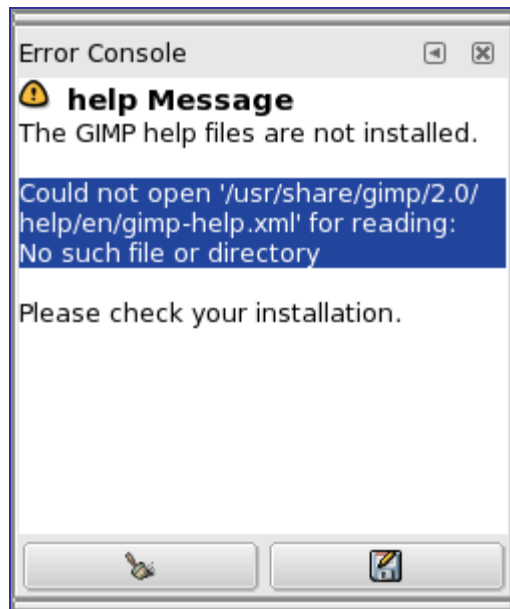 Error Console
help Message
The GIMP help files are not installed.
Could not open '/usr/share/gimp/2.0/
help/en/gimp-help.xml' for reading:
No such file or directory
Please check your installation.